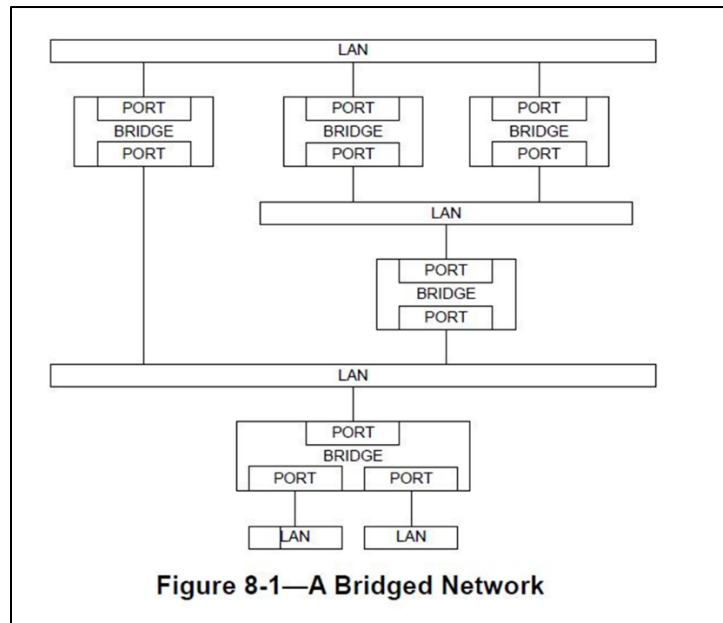 LAN
PORT PORT PORT
BRIDGE BRIDGE BRIDGE
PORT PORT PORT
LAN
PORT
BRIDGE
PORT
LAN
PORT
BRIDGE
PORT PORT
LAN LAN
Figure 8-1—A Bridged Network